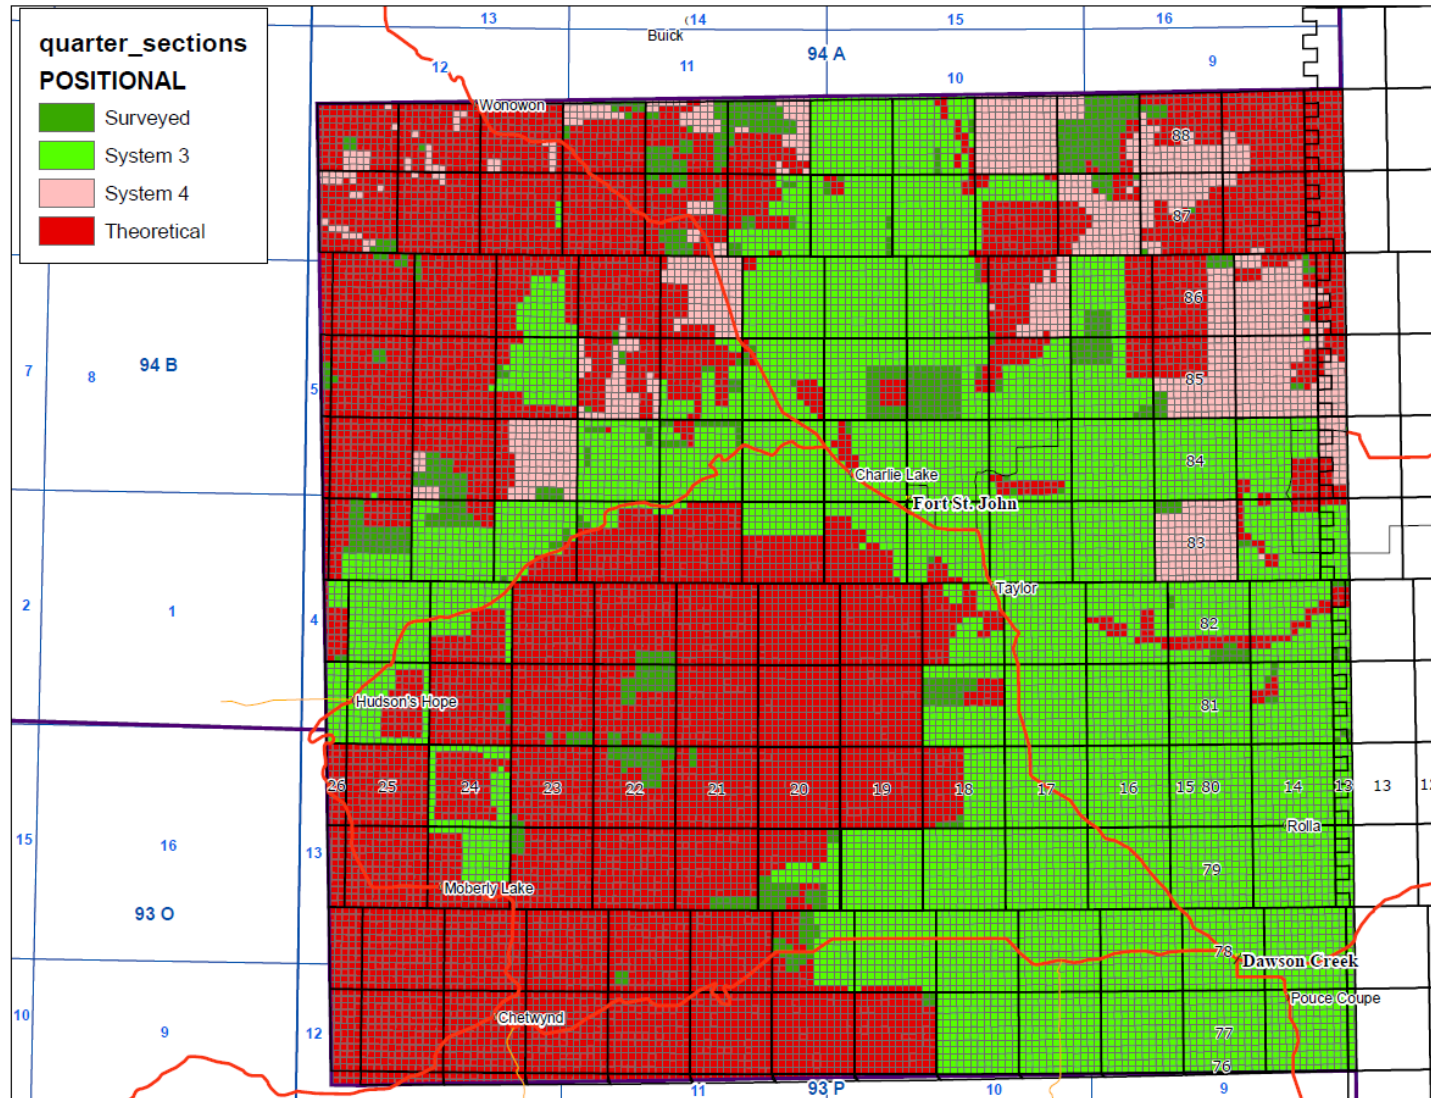 quarter_sections
POSITIONAL
Surveyed
System 3
System 4
Theoretical
13
14
15
16
Buick
94 A
12
11
10
9
Wonowon
88
87
86
7
8
94 B
5
85
84
Charlie Lake
Fort St. John
83
Taylor
2
1
4
82
Hudson's Hope
81
26
25
24
23
22
21
20
19
18
17
16
15
80
14
13
13
Rolla
15
16
13
79
Moberly Lake
93 O
78
Dawson Creek
Pouce Coupe
10
9
12
Chetwynd
77
76
11
93 P
10
9